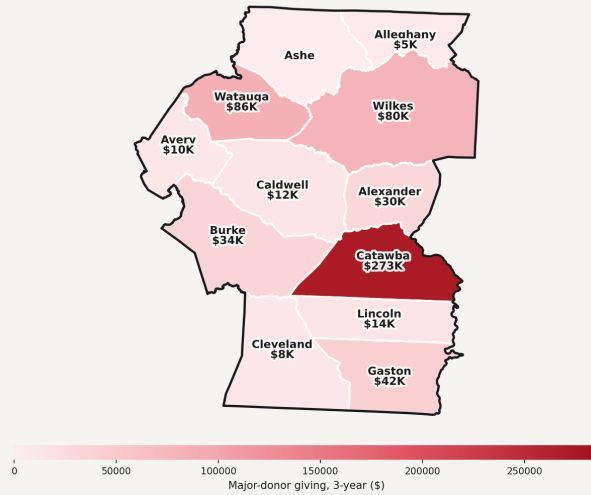 Alleghany
$5K
Ashe
Watauga
$86K
Wilkes
$80K
Avery
$10K
Caldwell
$12K
Alexander
$30K
Burke
$34K
Catawba
$273K
Lincoln
$14K
Cleveland
$8K
Gaston
$42K
0 50000 100000 150000 200000 250000
Major-donor giving, 3-year ($)